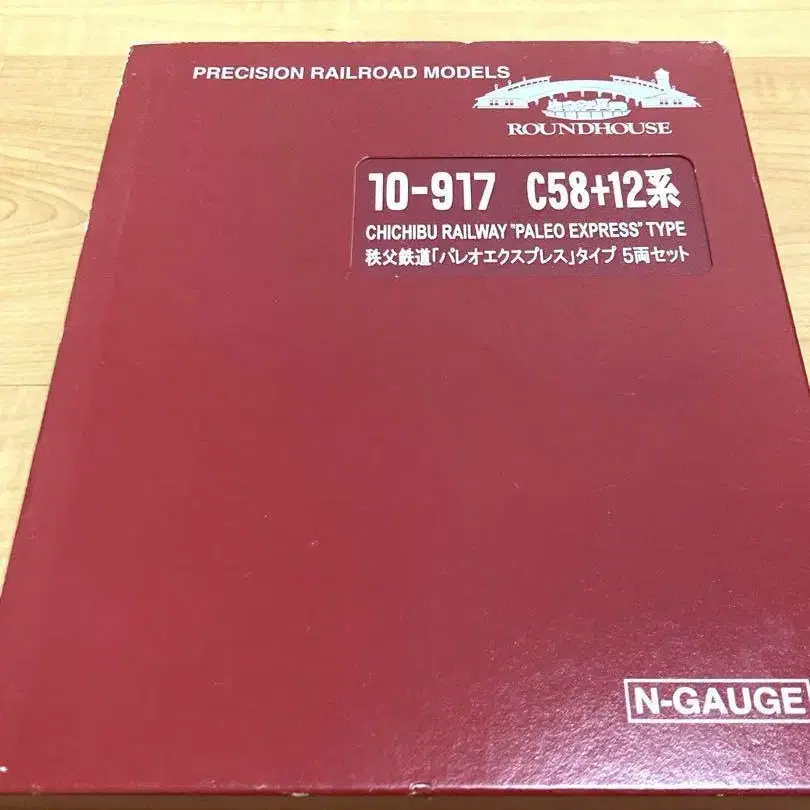 PRECISION RAILROAD MODELS
ROUNDHOUSE
10-917 C58+12系
CHICHIBU RAILWAY "PALEO EXPRESS" TYPE
秩父鉄道「パレオエクスプレス」タイプ 5両セット
N-GAUGE